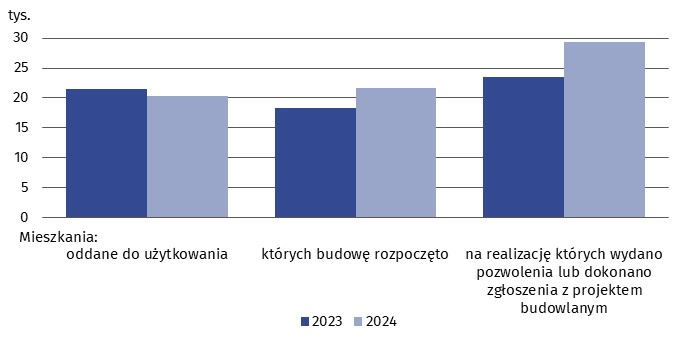 tys.
30
25
20
15
10
5
0
Mieszkania:
oddane do użytkowania
których budowę rozpoczęto
na realizację których wydano
pozwolenia lub dokonano
zgłoszenia z projektem
budowlanym
2023 2024